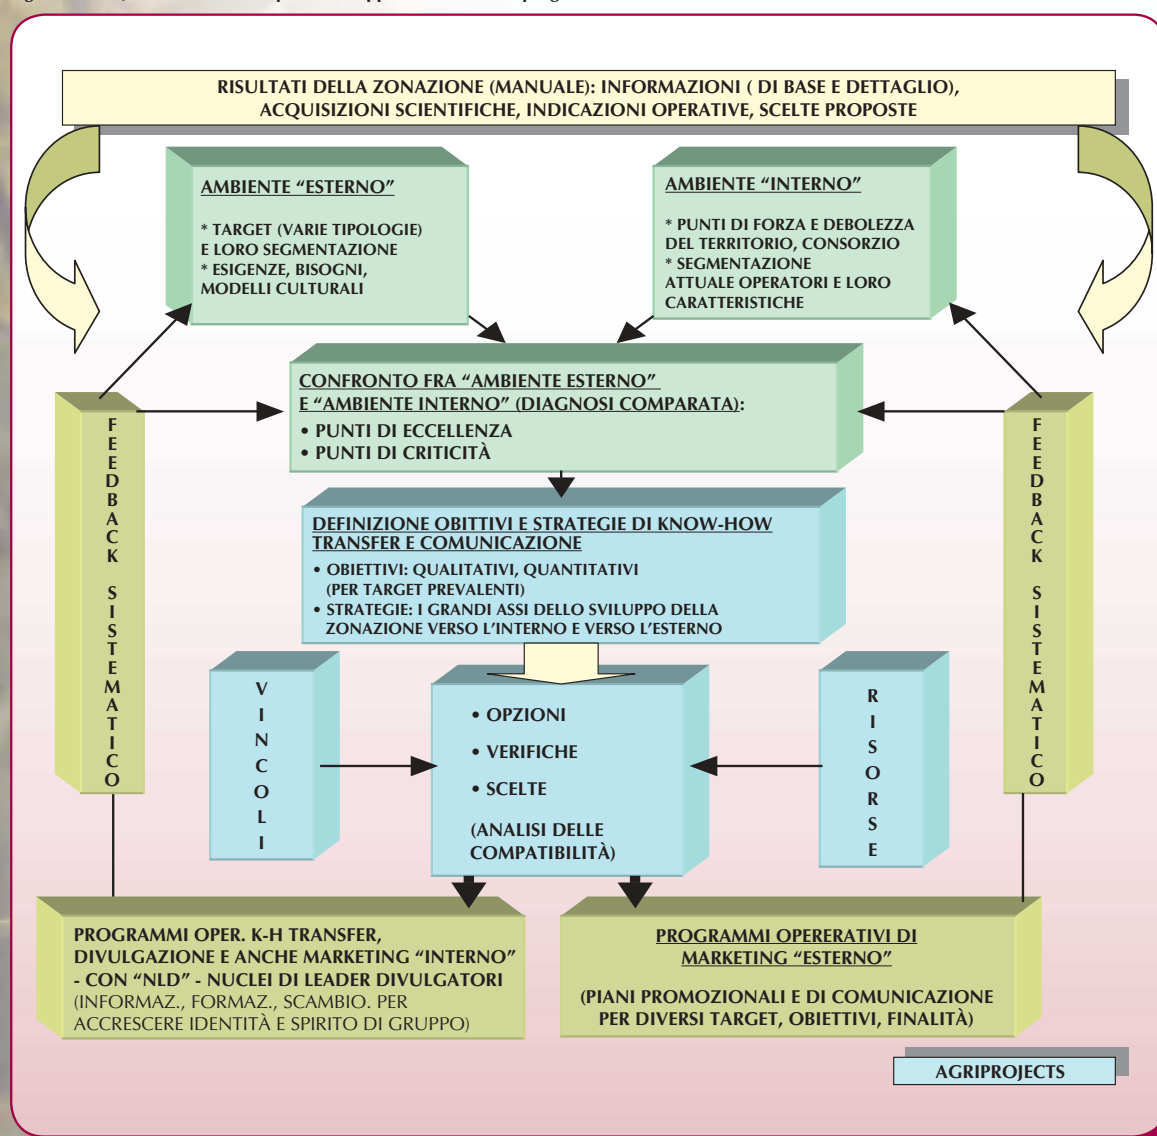 RISULTATI DELLA ZONAZIONE (MANUALE): INFORMAZIONI ( DI BASE E DETTAGLIO),
ACQUISIZIONI SCIENTIFICHE, INDICAZIONI OPERATIVE, SCELTE PROPOSTE
AMBIENTE “ESTERNO”
* TARGET (VARIE TIPOLOGIE)
E LORO SEGMENTAZIONE
* ESIGENZE, BISOGNI,
MODELLI CULTURALI
AMBIENTE “INTERNO”
* PUNTI DI FORZA E DEBOLEZZA
DEL TERRITORIO, CONSORZIO
* SEGMENTAZIONE
ATTUALE OPERATORI E LORO
CARATTERISTICHE
CONFRONTO FRA “AMBIENTE ESTERNO”
E “AMBIENTE INTERNO” (DIAGNOSI COMPARATA):
• PUNTI DI ECCELLENZA
• PUNTI DI CRITICITÀ
FEEDBACK SISTEMATICO
FEEDBACK SISTEMATICO
DEFINIZIONE OBITTIVI E STRATEGIE DI KNOW-HOW
TRANSFER E COMUNICAZIONE
• OBIETTIVI: QUALITATIVI, QUANTITATIVI
(PER TARGET PREVALENTI)
• STRATEGIE: I GRANDI ASSI DELLO SVILUPPO DELLA
ZONAZIONE VERSO L’INTERNO E VERSO L’ESTERNO
VINCOLI
• OPZIONI
• VERIFICHE
• SCELTE
(ANALISI DELLE
COMPATIBILITÀ)
RISORSE
PROGRAMMI OPER. K-H TRANSFER,
DIVULGAZIONE E ANCHE MARKETING “INTERNO”
- CON “NLD” - NUCLEI DI LEADER DIVULGATORI
(INFORMAZ., FORMAZ., SCAMBIO. PER
ACCRESCERE IDENTITÀ E SPIRITO DI GRUPPO)
PROGRAMMI OPERERATIVI DI
MARKETING “ESTERNO”
(PIANI PROMOZIONALI E DI COMUNICAZIONE
PER DIVERSI TARGET, OBIETTIVI, FINALITÀ)
AGRIPROJECTS